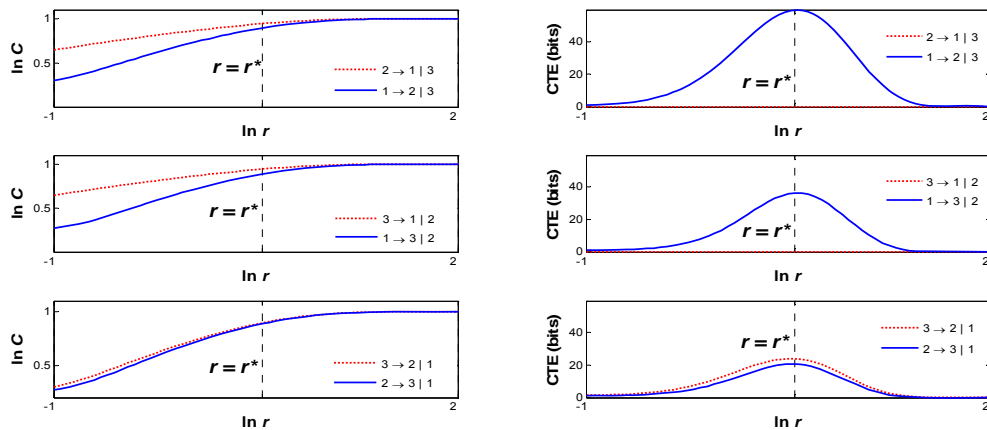 ln C
1
0.5
r = r*
2 → 1 | 3
1 → 2 | 3
-1
2
ln r
CTE (bits)
40
20
0
r = r*
2 → 1 | 3
1 → 2 | 3
-1
2
ln r
ln C
1
0.5
r = r*
3 → 1 | 2
1 → 3 | 2
-1
2
ln r
CTE (bits)
40
20
0
r = r*
3 → 1 | 2
1 → 3 | 2
-1
2
ln r
ln C
1
0.5
r = r*
3 → 2 | 1
2 → 3 | 1
-1
2
ln r
CTE (bits)
40
20
0
r = r*
3 → 2 | 1
2 → 3 | 1
-1
2
ln r